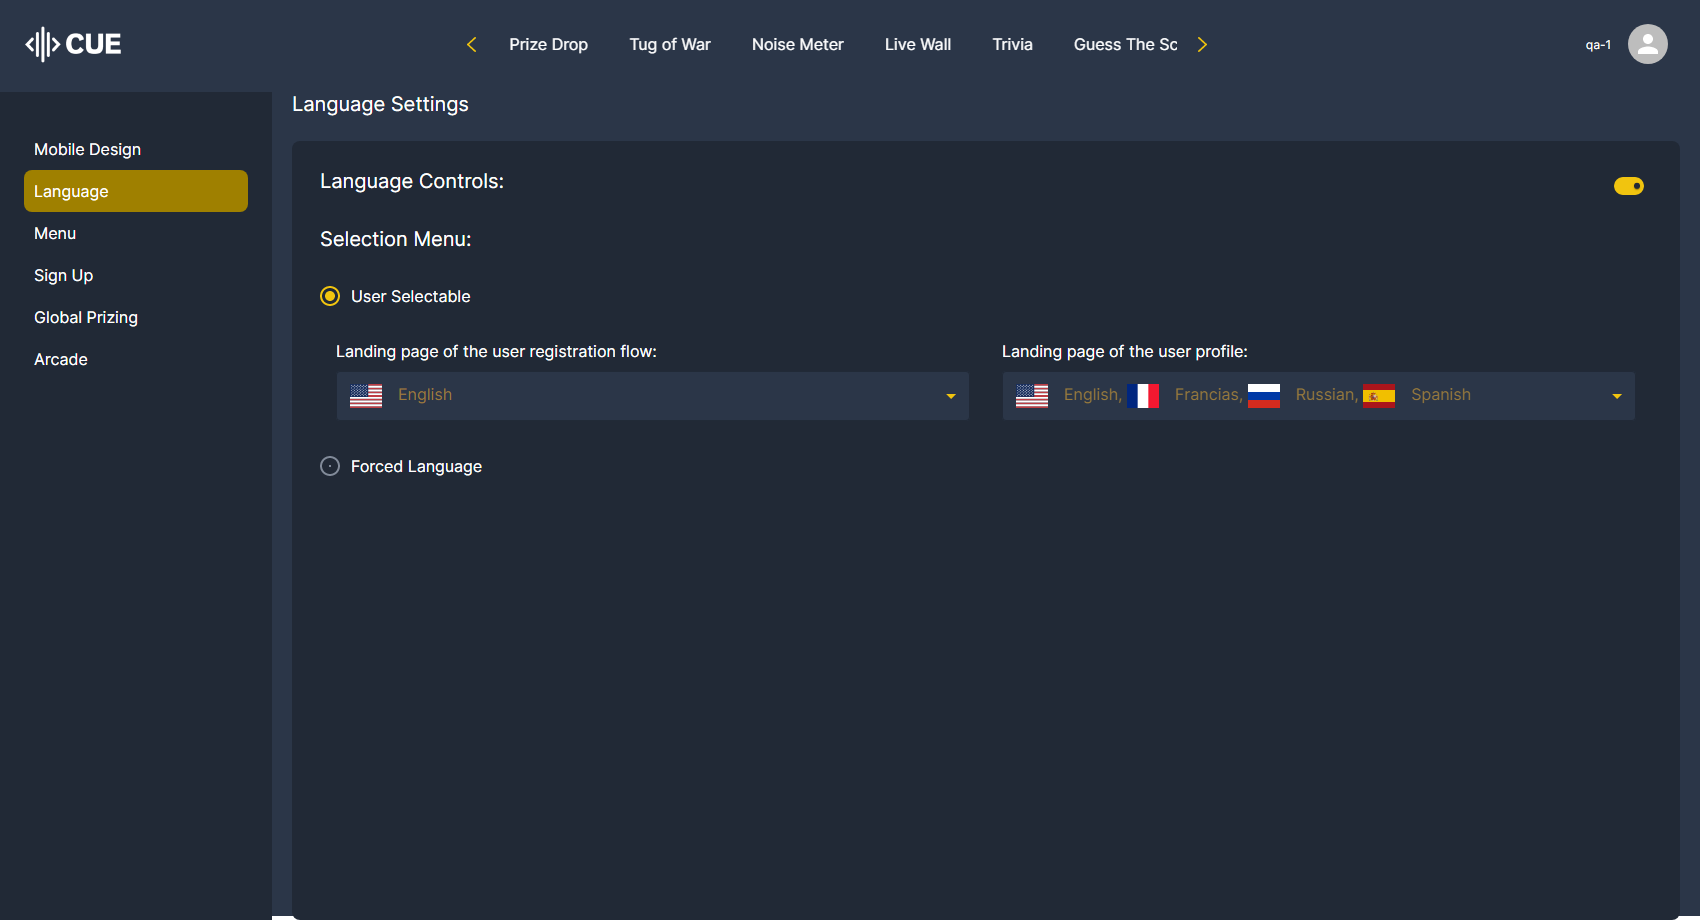 CUE
Prize Drop
Tug of War
Noise Meter
Live Wall
Trivia
Guess The Sc
qa-1
Mobile Design
Language
Menu
Sign Up
Global Prizing
Arcade
Language Settings
Language Controls:
Selection Menu:
User Selectable
Landing page of the user registration flow:
English
Landing page of the user profile:
English, Francias, Russian, Spanish
Forced Language